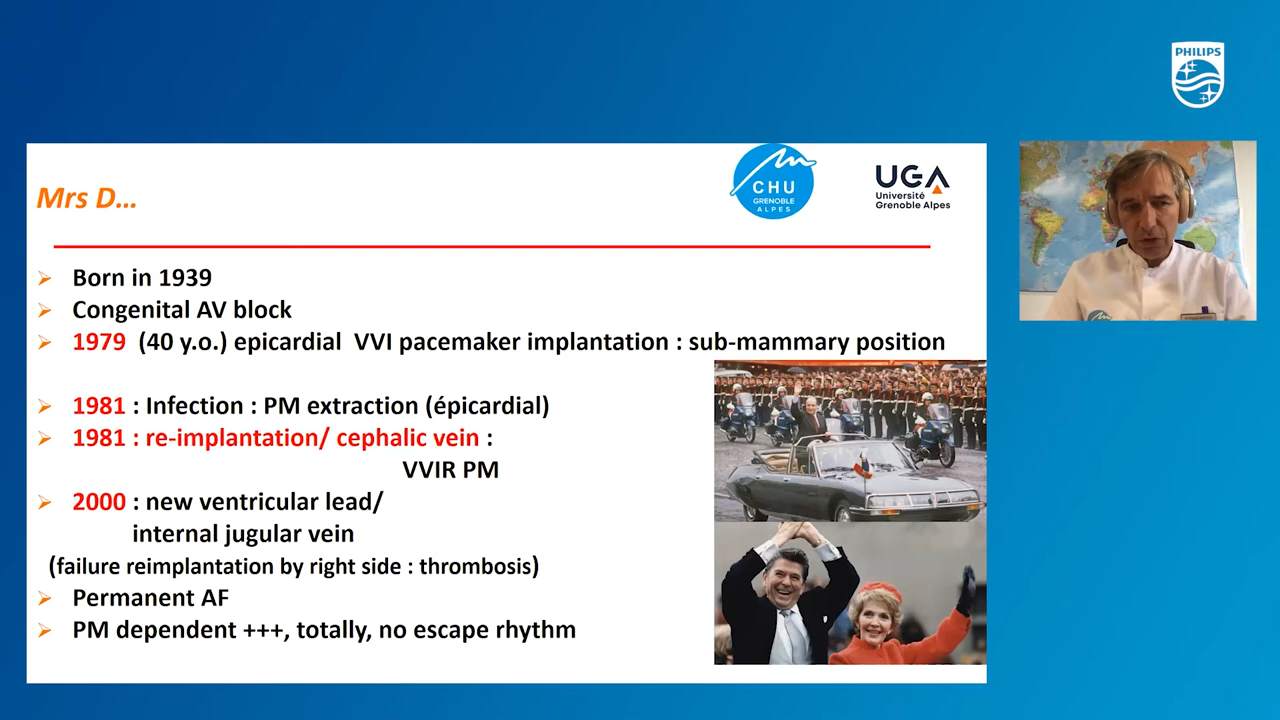 PHILIPS
CHU
GRENOBLE
ALPES
UGA
Université
Grenoble Alpes
Mrs D...
Born in 1939
Congenital AV block
1979 (40 y.o.) epicardial VVI pacemaker implantation : sub-mammary position
1981 : Infection : PM extraction (épicardial)
1981 : re-implantation/ cephalic vein :
VVIR PM
2000 : new ventricular lead/
internal jugular vein
(failure reimplantation by right side : thrombosis)
Permanent AF
PM dependent +++, totally, no escape rhythm